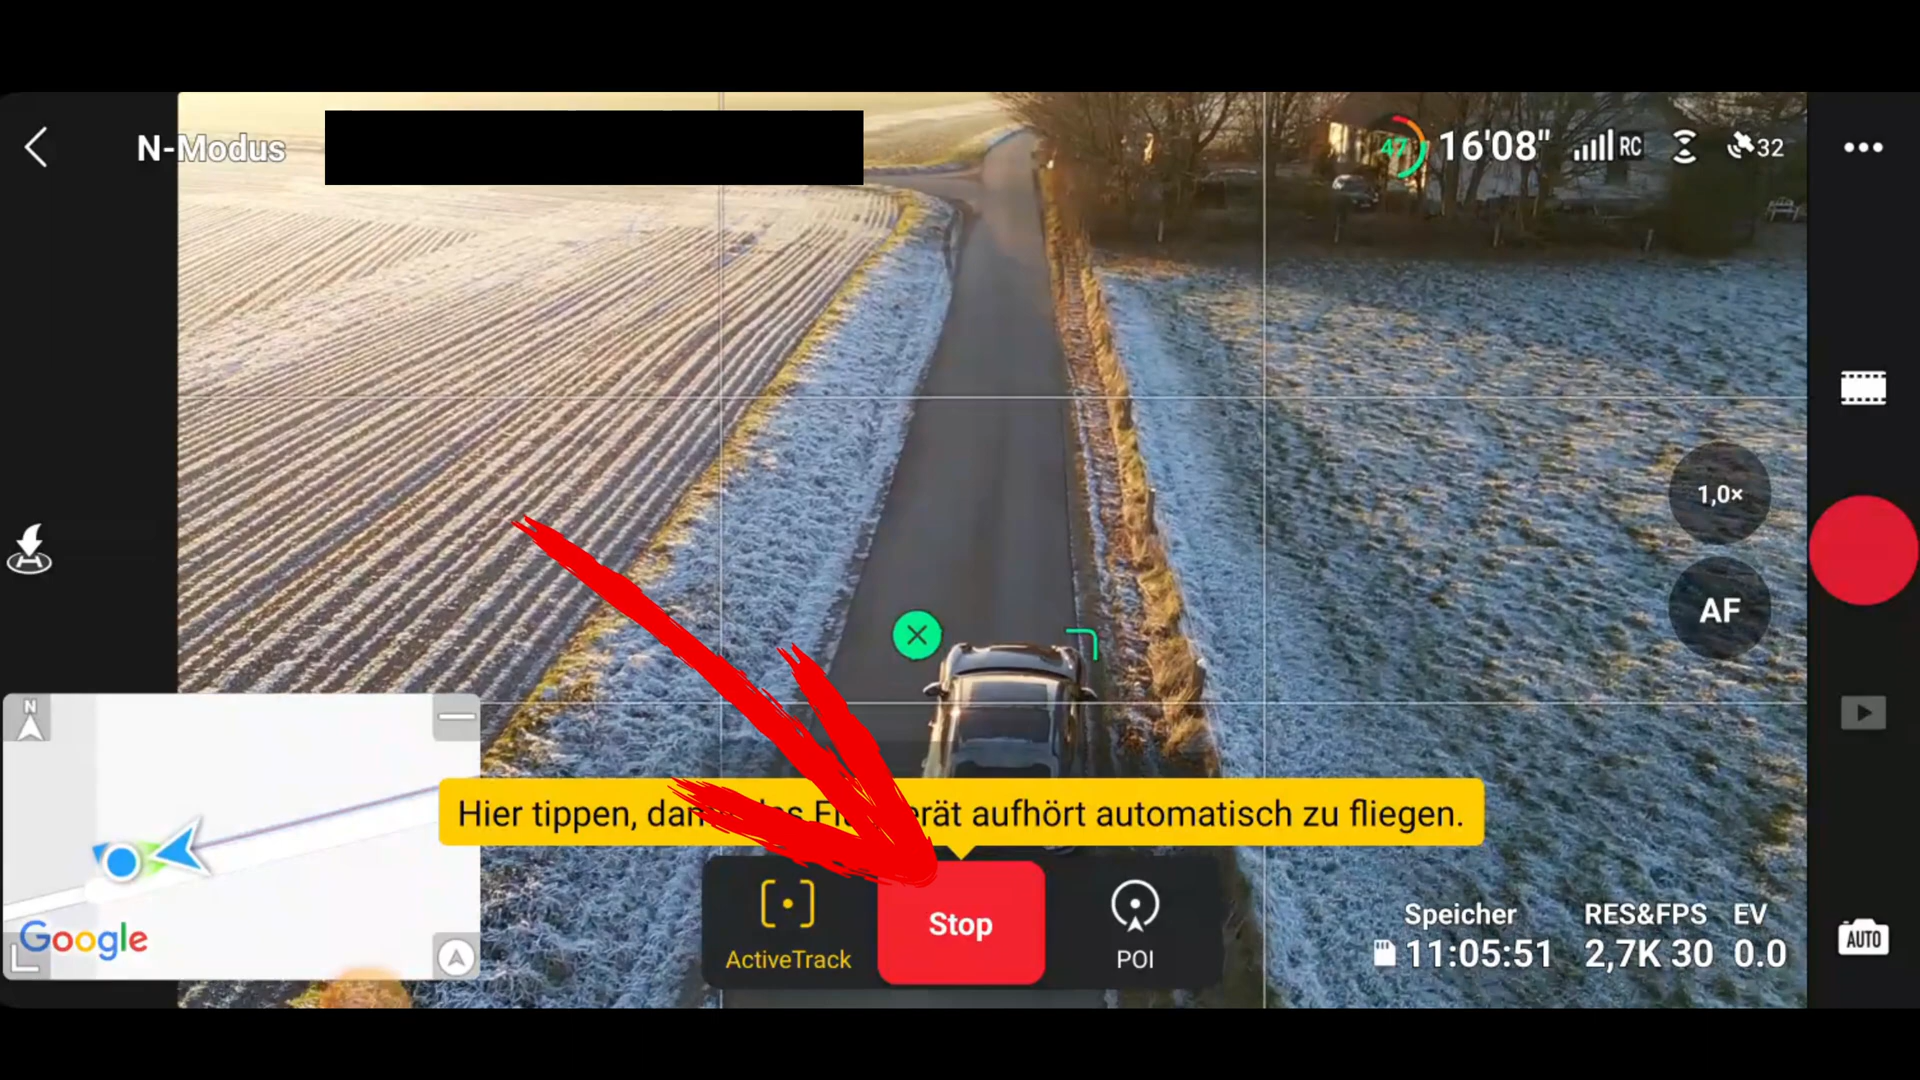 N-Modus
47 16'08" RC 32
1,0×
AF
N
Hier tippen, aufhört automatisch zu fliegen.
Google
ActiveTrack
Stop
POI
Speicher RES&FPS EV
11:05:51 2,7K 30 0.0
AUTO